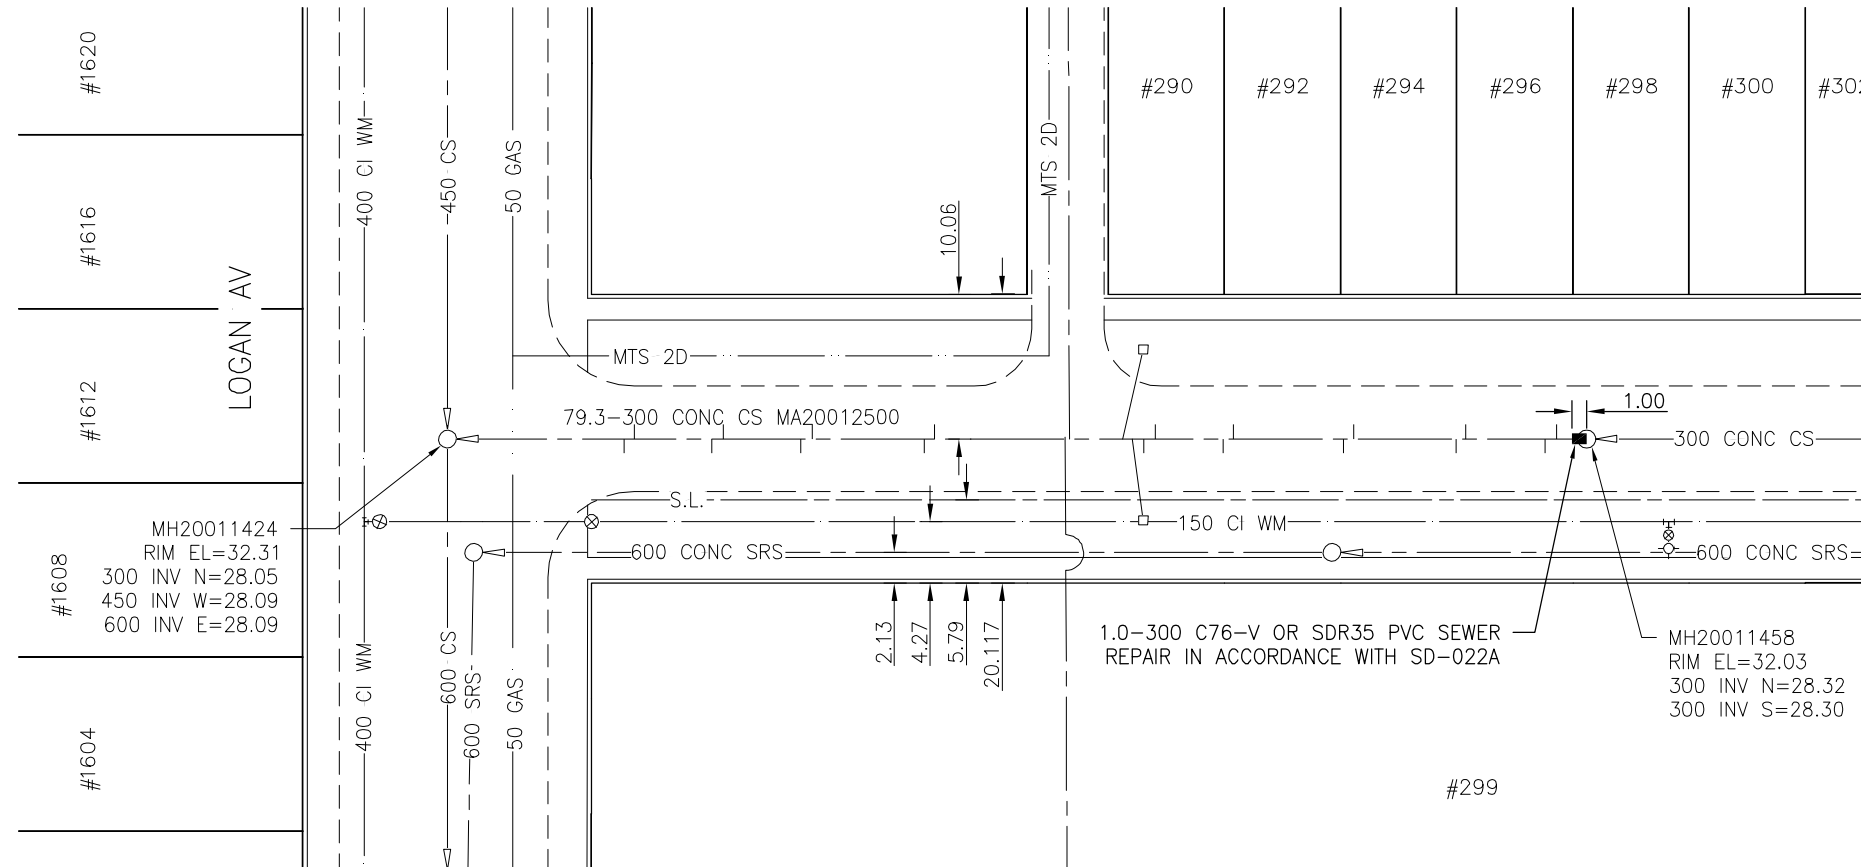 #1620
#1616
#1612
#1608
#1604
LOGAN AV
400 CI WM
450 CS
50 GAS
MTS 2D
#290
#292
#294
#296
#298
#300
10.06
MTS 2D
79.3-300 CONC CS MA20012500
1.00
300 CONC CS
S.L.
150 CI WM
600 CONC SRS
600 CONC SRS
MH20011424
RIM EL=32.31
300 INV N=28.05
450 INV W=28.09
600 INV E=28.09
400 CI WM
600 CS
600 SRS
50 GAS
2.13
4.27
5.79
20.117
1.0-300 C76-V OR SDR35 PVC SEWER
REPAIR IN ACCORDANCE WITH SD-022A
MH20011458
RIM EL=32.03
300 INV N=28.32
300 INV S=28.30
#299